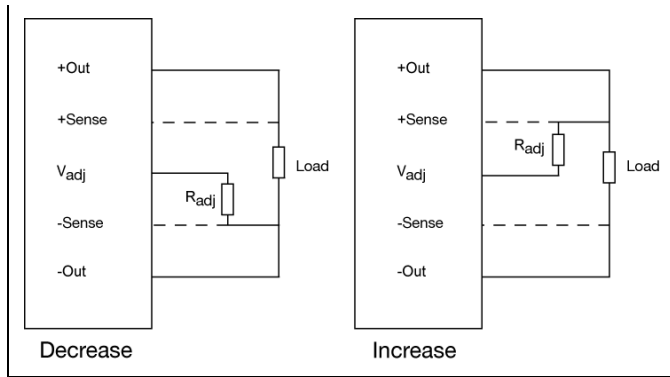 +Out
+Sense
Vadj
-Sense
-Out
Radj
Load
Decrease
+Out
+Sense
Vadj
-Sense
-Out
Radj
Load
Increase